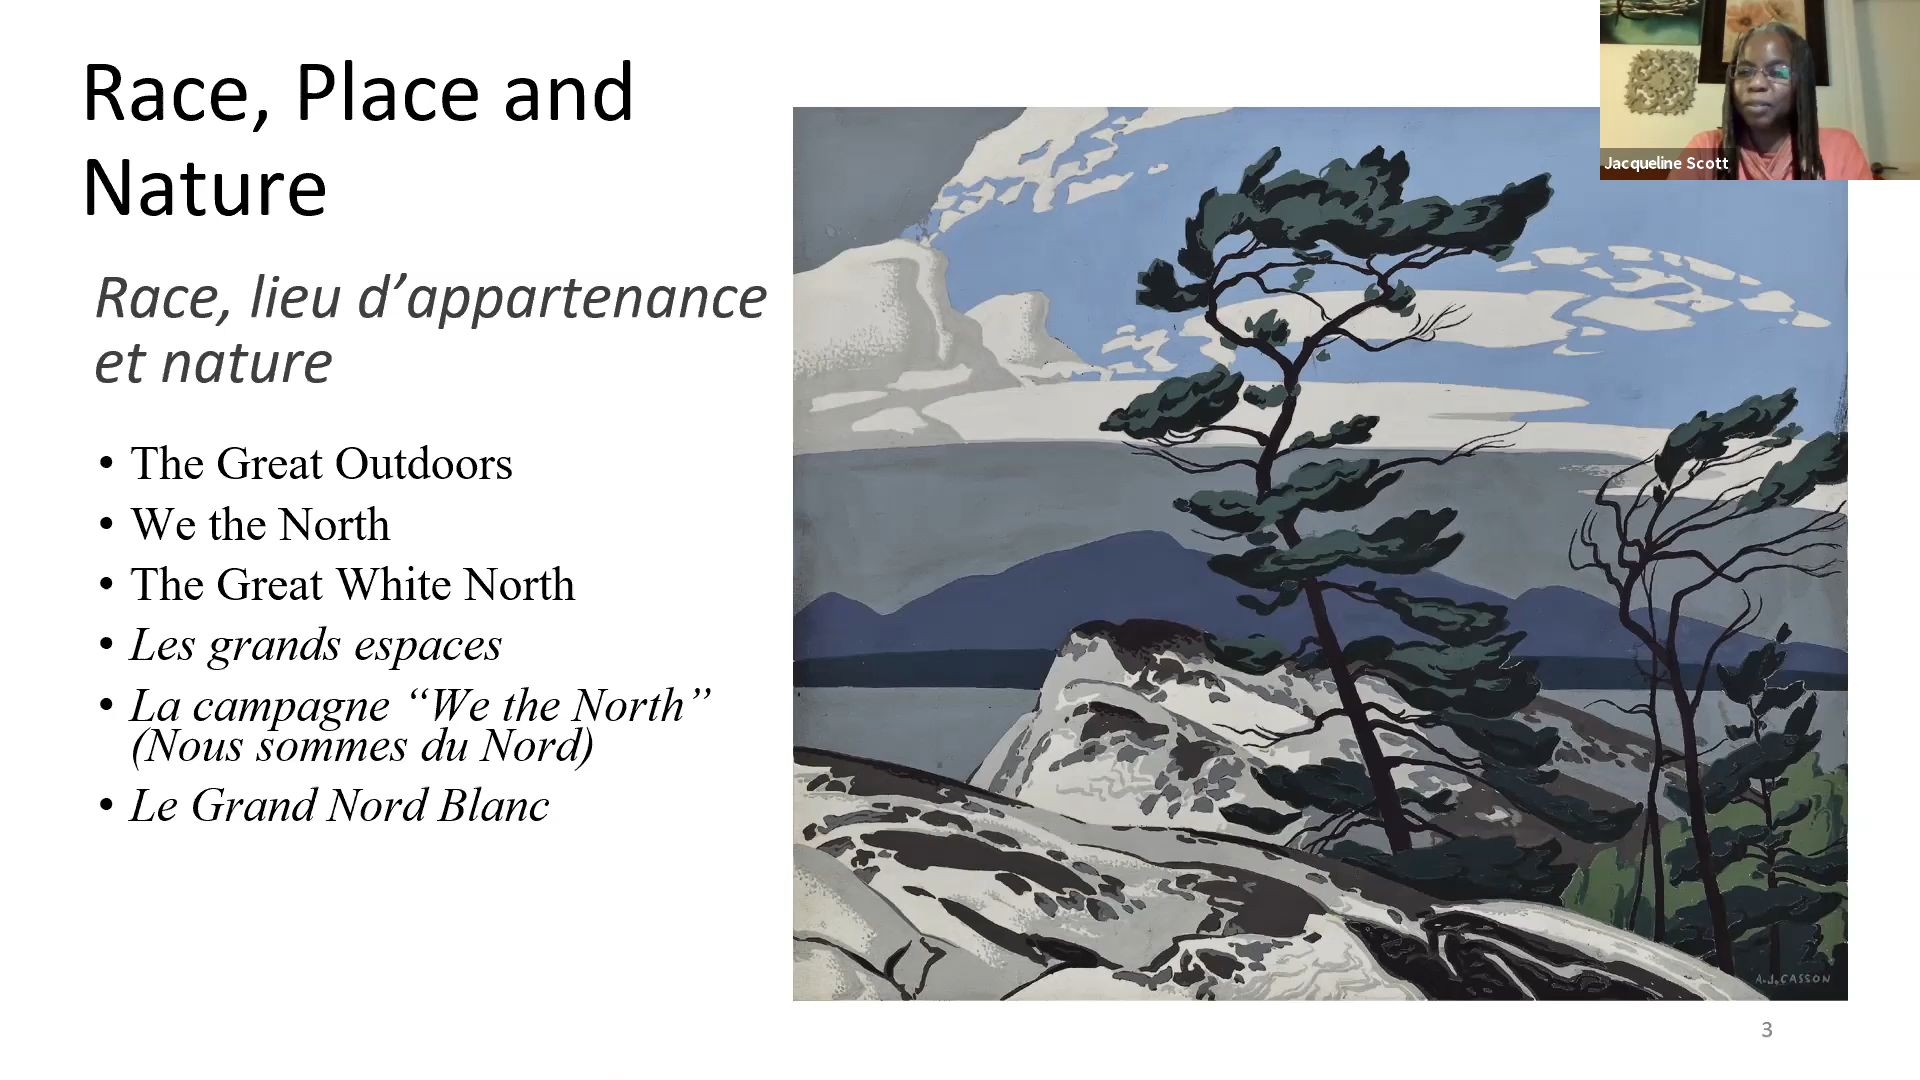 Race, Place and
Nature
Race, lieu d’appartenance
et nature
• The Great Outdoors
• We the North
• The Great White North
• Les grands espaces
• La campagne “We the North”
(Nous sommes du Nord)
• Le Grand Nord Blanc
Jacqueline Scott
A.J.CASSON
3